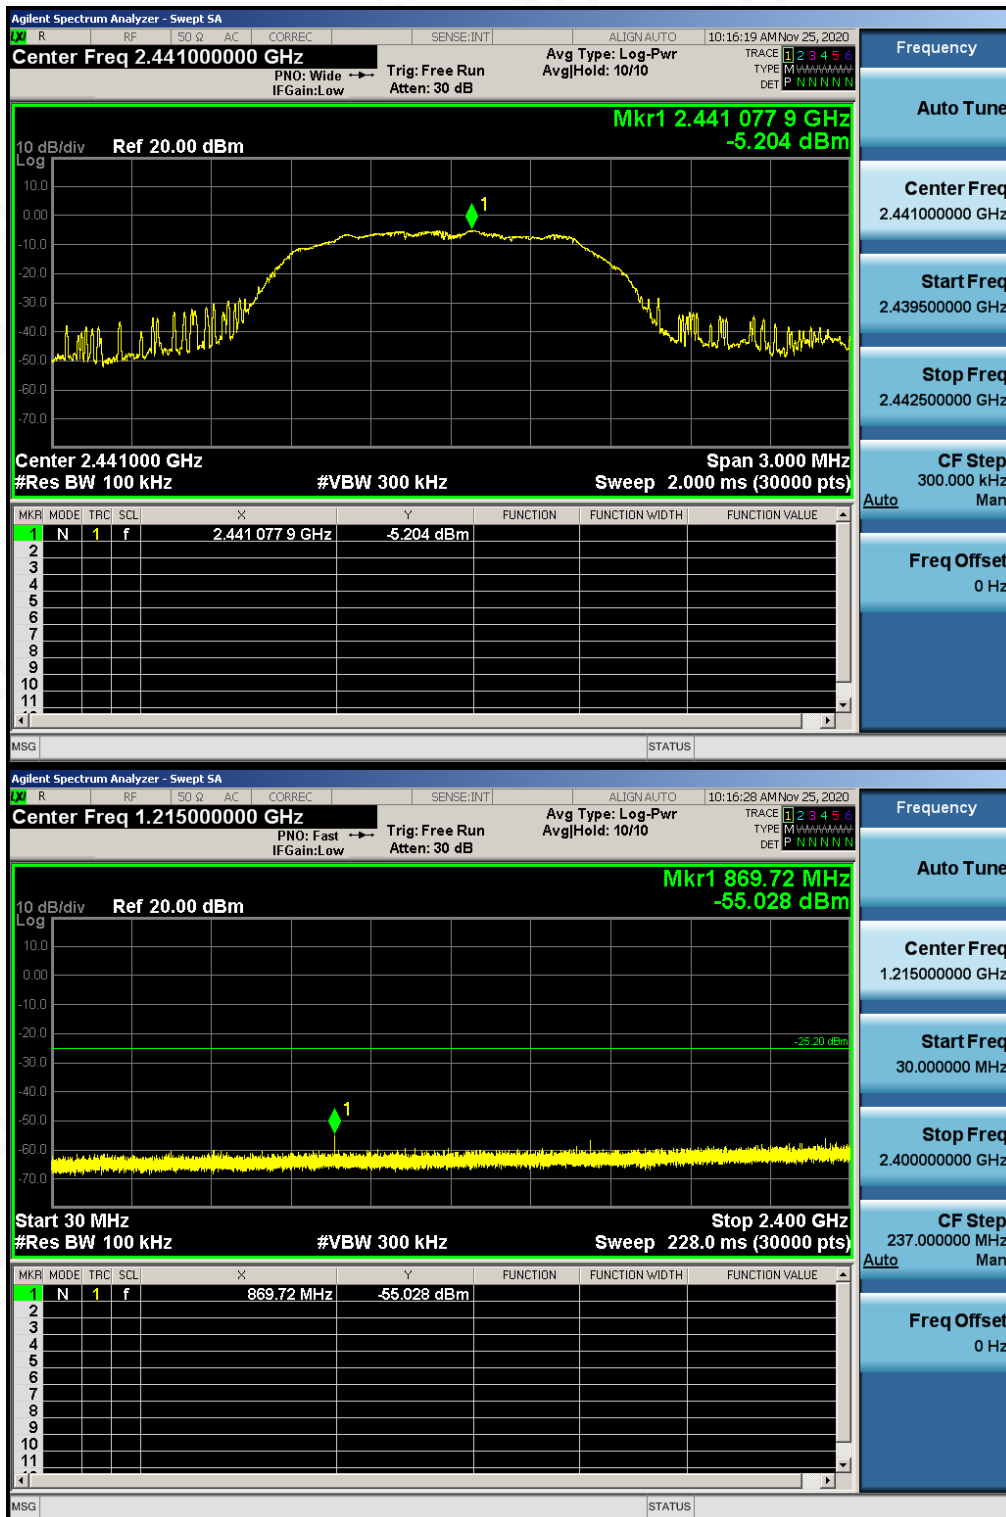 Agilent Spectrum Analyzer - Swept SA
LXI R RF 50 Ω AC CORREC SENSE:INT ALIGN AUTO 10:16:19 AM Nov 25, 2020
Center Freq 2.441000000 GHz
PNO: Wide
IFGain:Low
Trig: Free Run
Atten: 30 dB
Avg Type: Log-Pwr
Avg|Hold: 10/10
TRACE 1 2 3 4 5 6
TYPE M WWWWW
DET P N N N N N
Mkr1 2.441 077 9 GHz
-5.204 dBm
10 dB/div Ref 20.00 dBm
Log
10.0
0.00
-10.0
-20.0
-30.0
-40.0
-50.0
-60.0
-70.0
1
Center 2.441000 GHz Span 3.000 MHz
#Res BW 100 kHz #VBW 300 kHz Sweep 2.000 ms (30000 pts)
MKR MODE TRC SCL X Y FUNCTION FUNCTION WIDTH FUNCTION VALUE
1 N 1 f 2.441 077 9 GHz -5.204 dBm
2
3
4
5
6
7
8
9
10
11
MSG STATUS
Frequency
Auto Tune
Center Freq
2.441000000 GHz
Start Freq
2.439500000 GHz
Stop Freq
2.442500000 GHz
CF Step
300.000 kHz
Auto Man
Freq Offset
0 Hz
Agilent Spectrum Analyzer - Swept SA
LXI R RF 50 Ω AC CORREC SENSE:INT ALIGN AUTO 10:16:28 AM Nov 25, 2020
Center Freq 1.215000000 GHz
PNO: Fast
IFGain:Low
Trig: Free Run
Atten: 30 dB
Avg Type: Log-Pwr
Avg|Hold: 10/10
TRACE 1 2 3 4 5 6
TYPE M WWWWW
DET P N N N N N
Mkr1 869.72 MHz
-55.028 dBm
10 dB/div Ref 20.00 dBm
Log
10.0
0.00
-10.0
-20.0
-30.0
-40.0
-50.0
-60.0
-70.0
-25.20 dBm
1
Start 30 MHz Stop 2.400 GHz
#Res BW 100 kHz #VBW 300 kHz Sweep 228.0 ms (30000 pts)
MKR MODE TRC SCL X Y FUNCTION FUNCTION WIDTH FUNCTION VALUE
1 N 1 f 869.72 MHz -55.028 dBm
2
3
4
5
6
7
8
9
10
11
MSG STATUS
Frequency
Auto Tune
Center Freq
1.215000000 GHz
Start Freq
30.000000 MHz
Stop Freq
2.400000000 GHz
CF Step
237.000000 MHz
Auto Man
Freq Offset
0 Hz